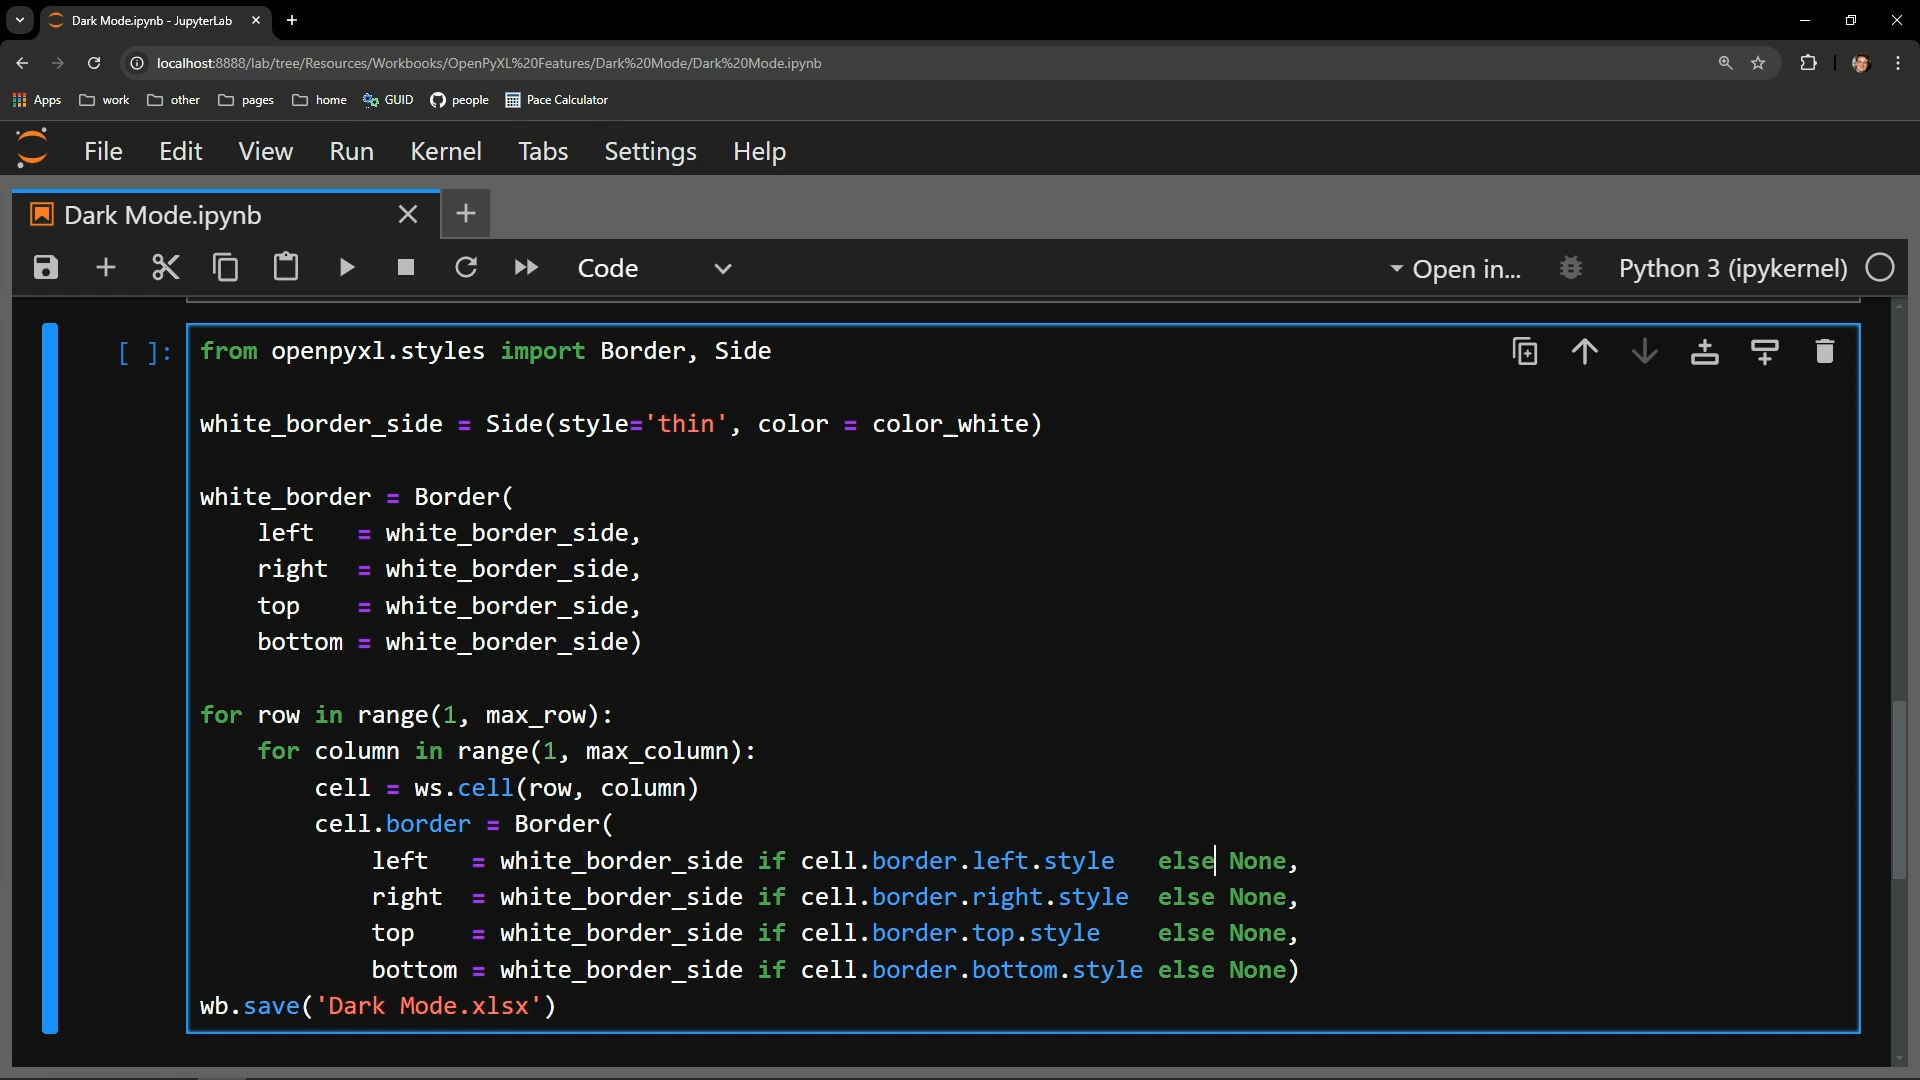 Dark Mode.ipynb - JupyterLab
localhost:8888/lab/tree/Resources/Workbooks/OpenPyXL%20Features/Dark%20Mode/Dark%20Mode.ipynb
Apps work other pages home GUID people Pace Calculator
File Edit View Run Kernel Tabs Settings Help
Dark Mode.ipynb
Code Open in... Python 3 (ipykernel)
[ ]: from openpyxl.styles import Border, Side
white_border_side = Side(style='thin', color = color_white)
white_border = Border(
    left   = white_border_side,
    right  = white_border_side,
    top    = white_border_side,
    bottom = white_border_side)
for row in range(1, max_row):
    for column in range(1, max_column):
        cell = ws.cell(row, column)
        cell.border = Border(
            left   = white_border_side if cell.border.left.style   else None,
            right  = white_border_side if cell.border.right.style  else None,
            top    = white_border_side if cell.border.top.style    else None,
            bottom = white_border_side if cell.border.bottom.style else None)
wb.save('Dark Mode.xlsx')